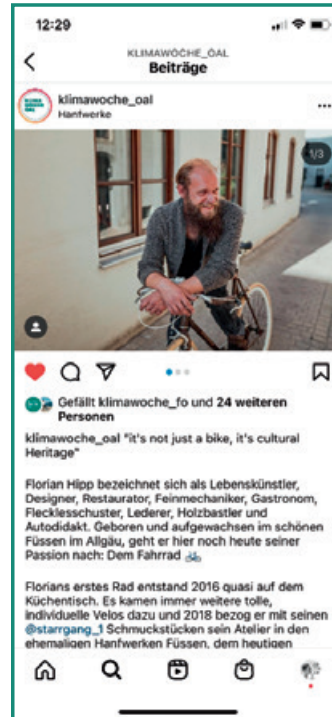 12:29
KLIMAWOCHE_OAL
Beiträge
klimawoche_oal
Hanfwerke
1/3
Gefällt klimawoche_fo und 24 weiteren
Personen
klimawoche_oal "it's not just a bike, it's cultural
Heritage"
Florian Hipp bezeichnet sich als Lebenskünstler,
Designer, Restaurator, Feinmechaniker, Gastronom,
Flecklesschuster, Lederer, Holzbastler und
Autodidakt. Geboren und aufgewachsen im schönen
Füssen im Allgäu, geht er hier noch heute seiner
Passion nach: Dem Fahrrad 🚲
Florians erstes Rad entstand 2016 quasi auf dem
Küchentisch. Es kamen immer weitere tolle,
individuelle Velos dazu und 2018 bezog er mit seinen
@starrgang_1 Schmuckstücken sein Atelier in den
ehemaligen Hanfwerken Füssen, dem heutigen